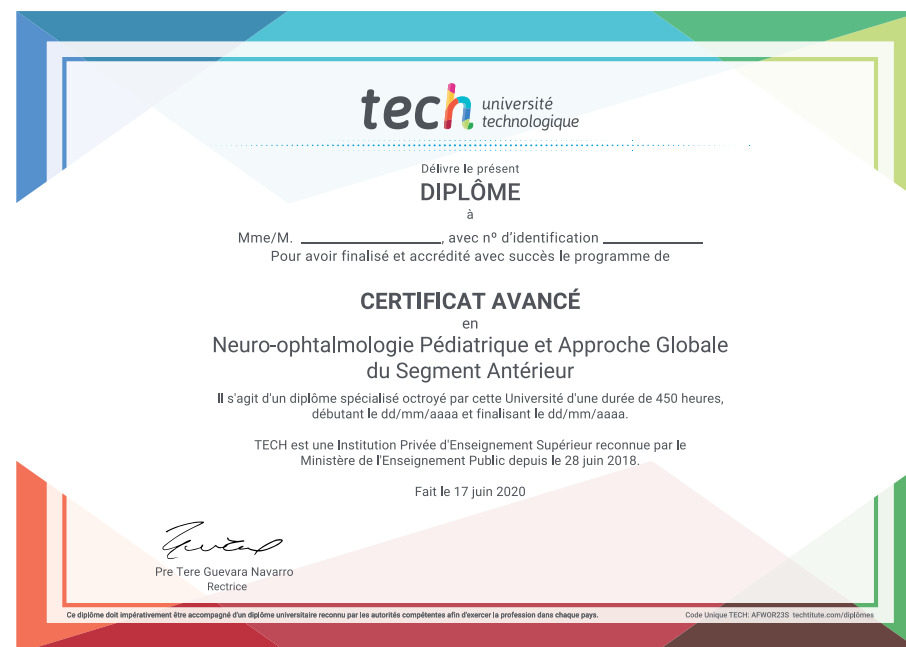 tech université
technologique
Délivre le présent
DIPLÔME
à
Mme/M. ____________________, avec nº d'identification ______________
Pour avoir finalisé et accrédité avec succès le programme de
CERTIFICAT AVANCÉ
en
Neuro-ophtalmologie Pédiatrique et Approche Globale
du Segment Antérieur
Il s'agit d'un diplôme spécialisé octroyé par cette Université d'une durée de 450 heures,
débutant le dd/mm/aaaa et finalisant le dd/mm/aaaa.
TECH est une Institution Privée d'Enseignement Supérieur reconnue par le
Ministère de l'Enseignement Public depuis le 28 juin 2018.
Fait le 17 juin 2020
Pre Tere Guevara Navarro
Rectrice
Ce diplôme doit impérativement être accompagné d'un diplôme universitaire reconnu par les autorités compétentes afin d'exercer la profession dans chaque pays.
Code Unique TECH: AFWOR23S techtitute.com/diplômes